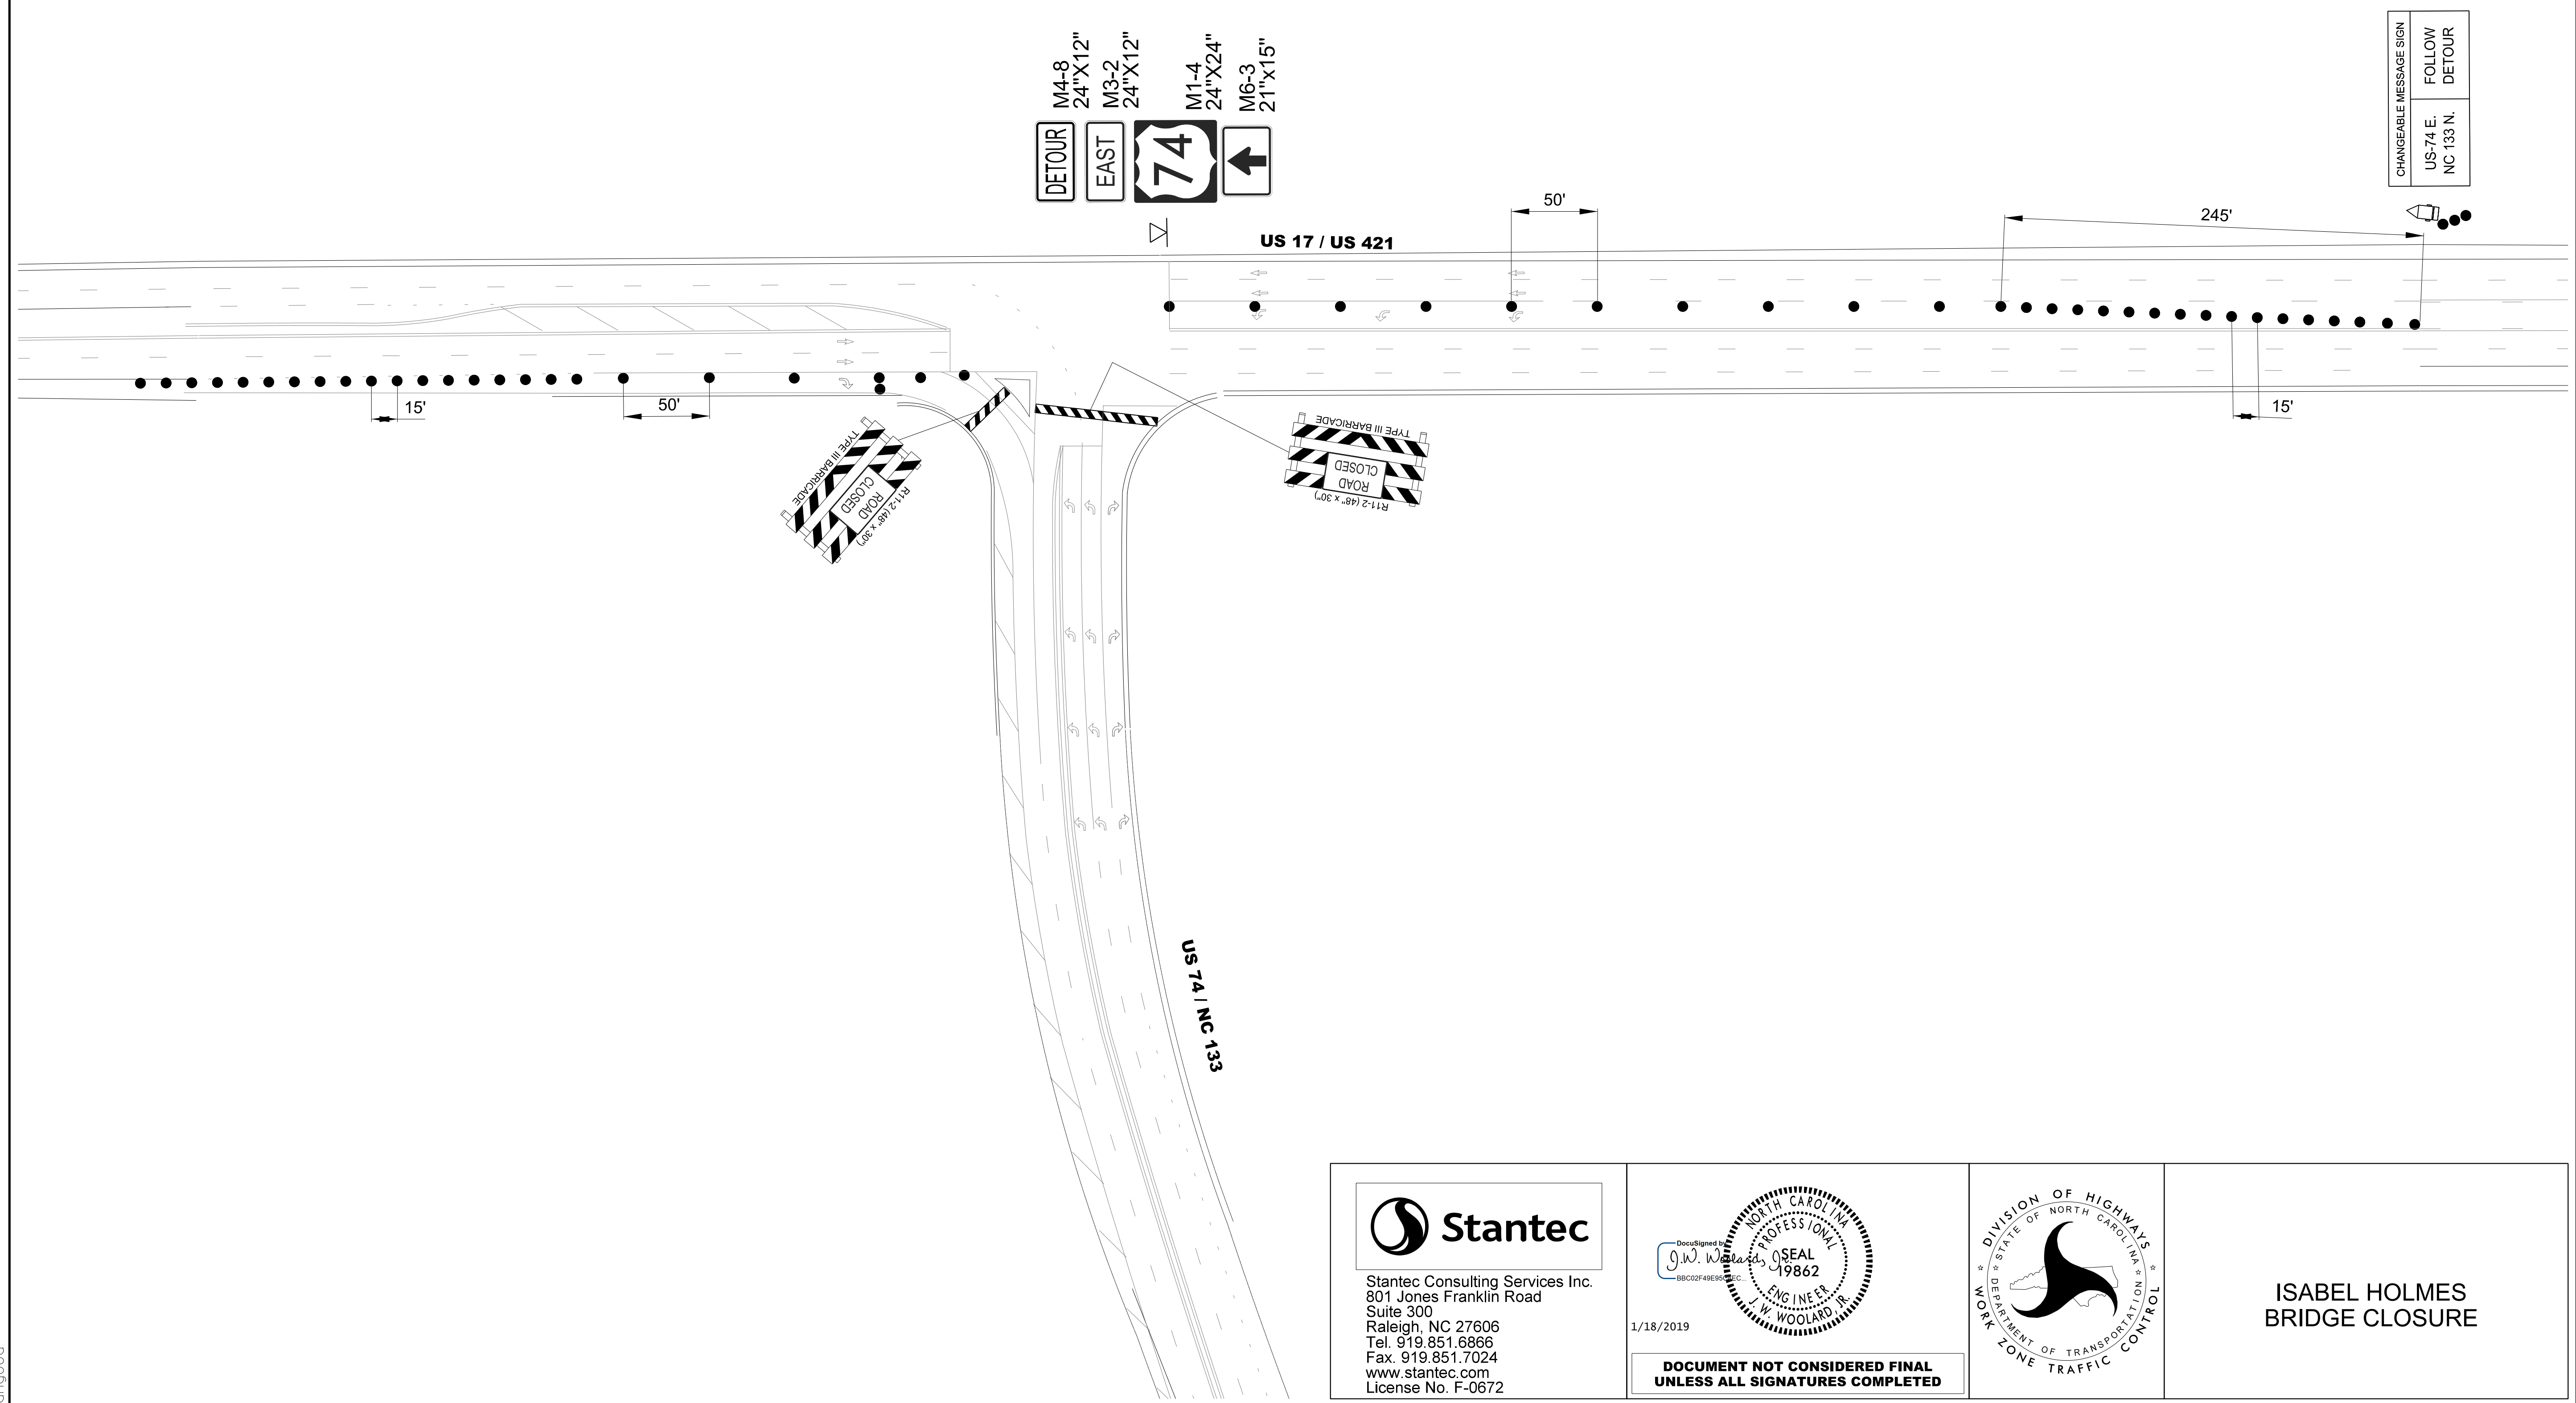 M4-8
24"X12"
M3-2
24"X12"
M1-4
24"X24"
M6-3
21"x15"
DETOUR
EAST
74
CHANGEABLE MESSAGE SIGN
US-74 E.
NC 133 N.
FOLLOW
DETOUR
US 17 / US 421
50'
245'
15'
50'
15'
TYPE III BARRICADE
ROAD
CLOSED
R11-2 (48" x 30")
TYPE III BARRICADE
ROAD
CLOSED
R11-2 (48" x 30")
US 74 / NC 133
Stantec
Stantec Consulting Services Inc.
801 Jones Franklin Road
Suite 300
Raleigh, NC 27606
Tel. 919.851.6866
Fax. 919.851.7024
www.stantec.com
License No. F-0672
DocuSigned by
J.W. Woolard, Jr.
1/18/2019
NORTH CAROLINA
PROFESSIONAL
SEAL
19862
ENGINEER
J. W. WOOLARD, JR.
DOCUMENT NOT CONSIDERED FINAL
UNLESS ALL SIGNATURES COMPLETED
DIVISION OF HIGHWAYS
STATE OF NORTH CAROLINA
DEPARTMENT OF TRANSPORTATION
WORK ZONE TRAFFIC CONTROL
ISABEL HOLMES
BRIDGE CLOSURE